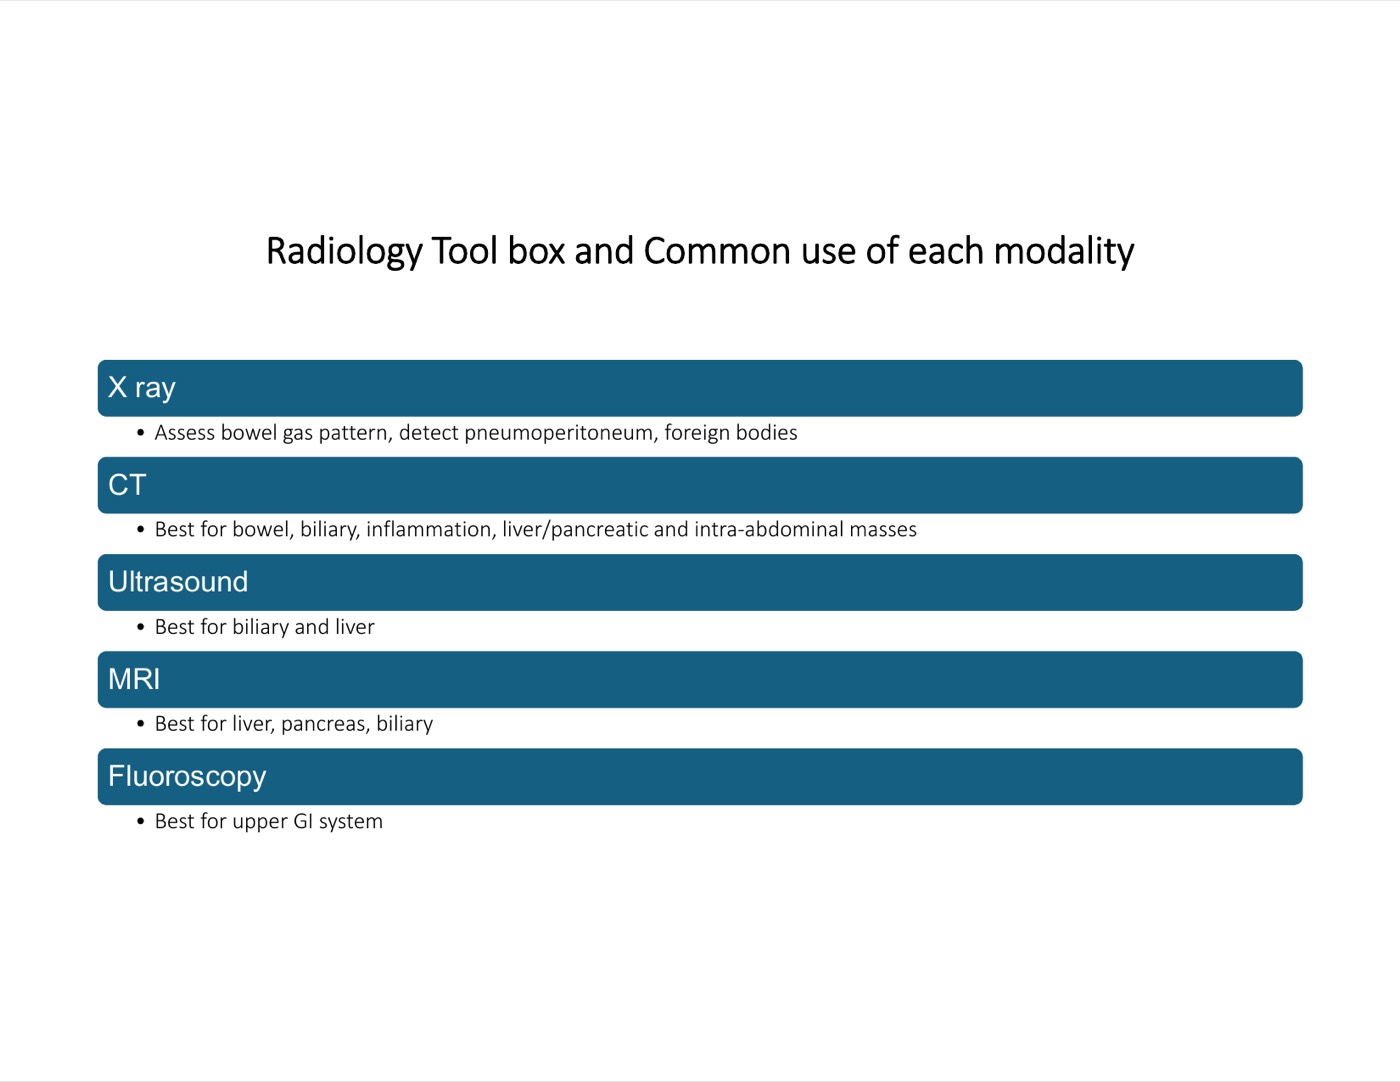 Radiology Tool box and Common use of each modality
X ray
• Assess bowel gas pattern, detect pneumoperitoneum, foreign bodies
CT
• Best for bowel, biliary, inflammation, liver/pancreatic and intra-abdominal masses
Ultrasound
• Best for biliary and liver
MRI
• Best for liver, pancreas, biliary
Fluoroscopy
• Best for upper GI system